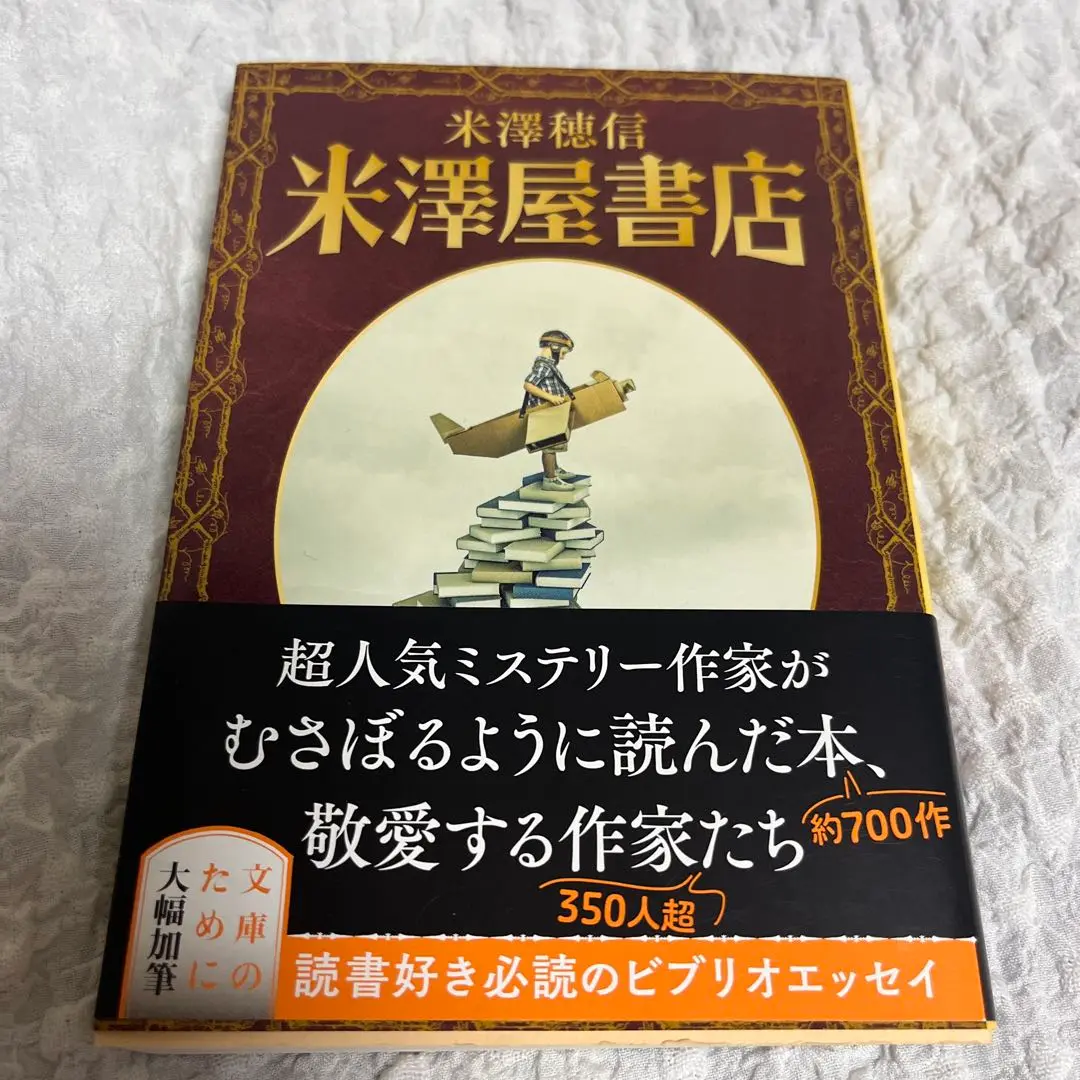 米澤穂信
米澤屋書店
超人気ミステリー作家が
むさぼるように読んだ本、
約700作
敬愛する作家たち
350人超
文庫の
ために
大幅加筆
読書好き必読のビブリオエッセイ